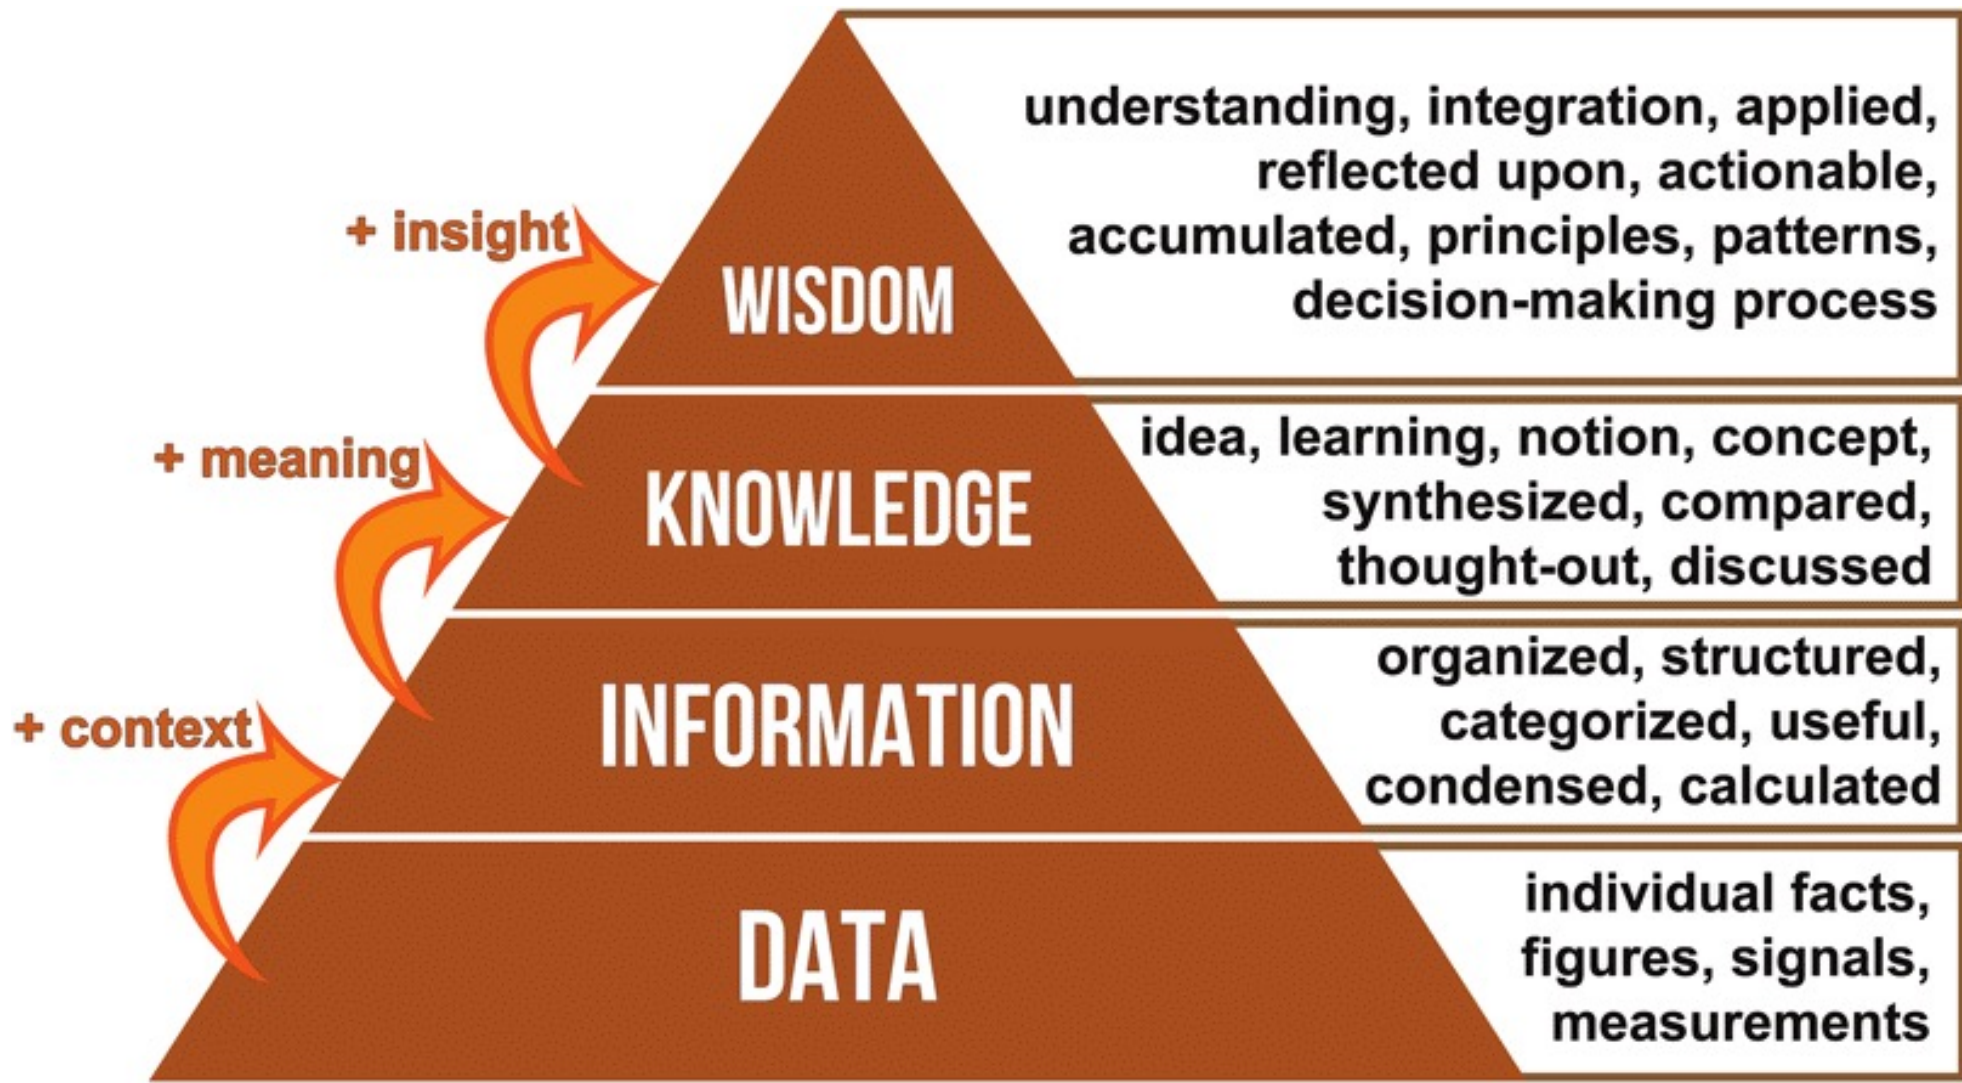 understanding, integration, applied,
reflected upon, actionable,
accumulated, principles, patterns,
decision-making process
+ insight
WISDOM
idea, learning, notion, concept,
synthesized, compared,
thought-out, discussed
+ meaning
KNOWLEDGE
organized, structured,
categorized, useful,
condensed, calculated
+ context
INFORMATION
individual facts,
figures, signals,
measurements
DATA